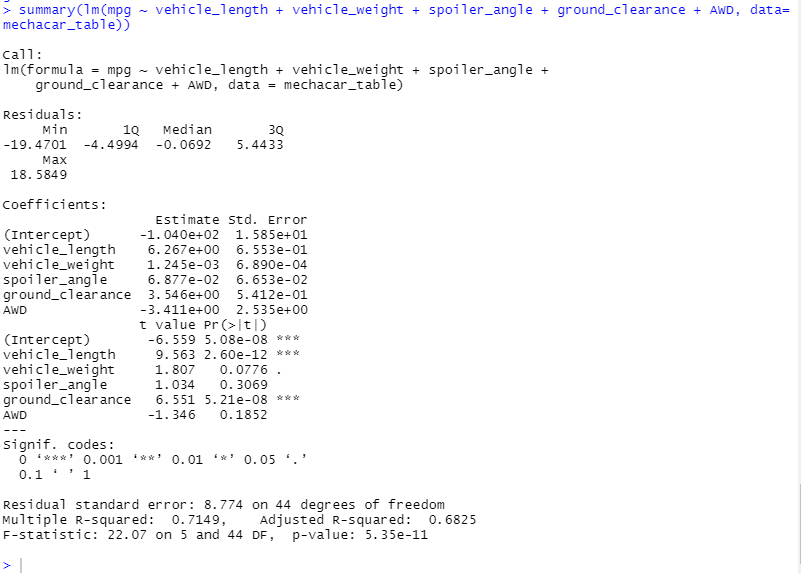 > summary(lm(mpg ~ vehicle_length + vehicle_weight + spoiler_angle + ground_clearance + AWD, data=
mechacar_table))
Call:
lm(formula = mpg ~ vehicle_length + vehicle_weight + spoiler_angle +
    ground_clearance + AWD, data = mechacar_table)
Residuals:
     Min       1Q   Median       3Q
-19.4701  -4.4994  -0.0692   5.4433
     Max
 18.5849
Coefficients:
                   Estimate Std. Error
(Intercept)      -1.040e+02  1.585e+01
vehicle_length    6.267e+00  6.553e-01
vehicle_weight    1.245e-03  6.890e-04
spoiler_angle     6.877e-02  6.653e-02
ground_clearance  3.546e+00  5.412e-01
AWD              -3.411e+00  2.535e+00
                 t value Pr(>|t|)
(Intercept)       -6.559 5.08e-08 ***
vehicle_length     9.563 2.60e-12 ***
vehicle_weight     1.807   0.0776 .
spoiler_angle      1.034   0.3069
ground_clearance   6.551 5.21e-08 ***
AWD               -1.346   0.1852
---
Signif. codes:
  0 ‘***’ 0.001 ‘**’ 0.01 ‘*’ 0.05 ‘.’
  0.1 ‘ ’ 1
Residual standard error: 8.774 on 44 degrees of freedom
Multiple R-squared:  0.7149,    Adjusted R-squared:  0.6825
F-statistic: 22.07 on 5 and 44 DF,  p-value: 5.35e-11
>